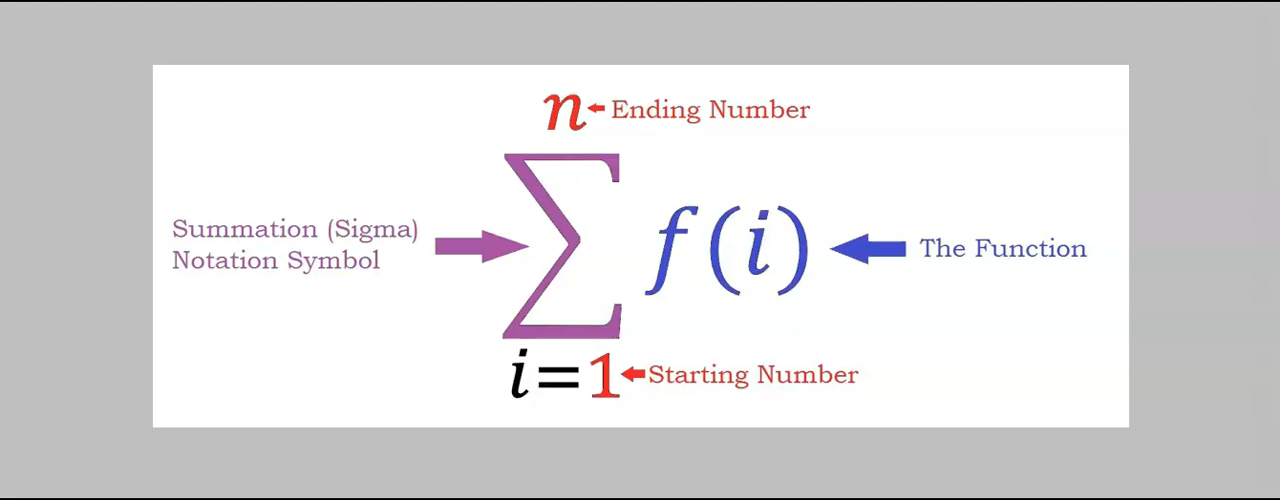 n Ending Number
Summation (Sigma)
Notation Symbol
∑ f(i)
The Function
i=1 Starting Number